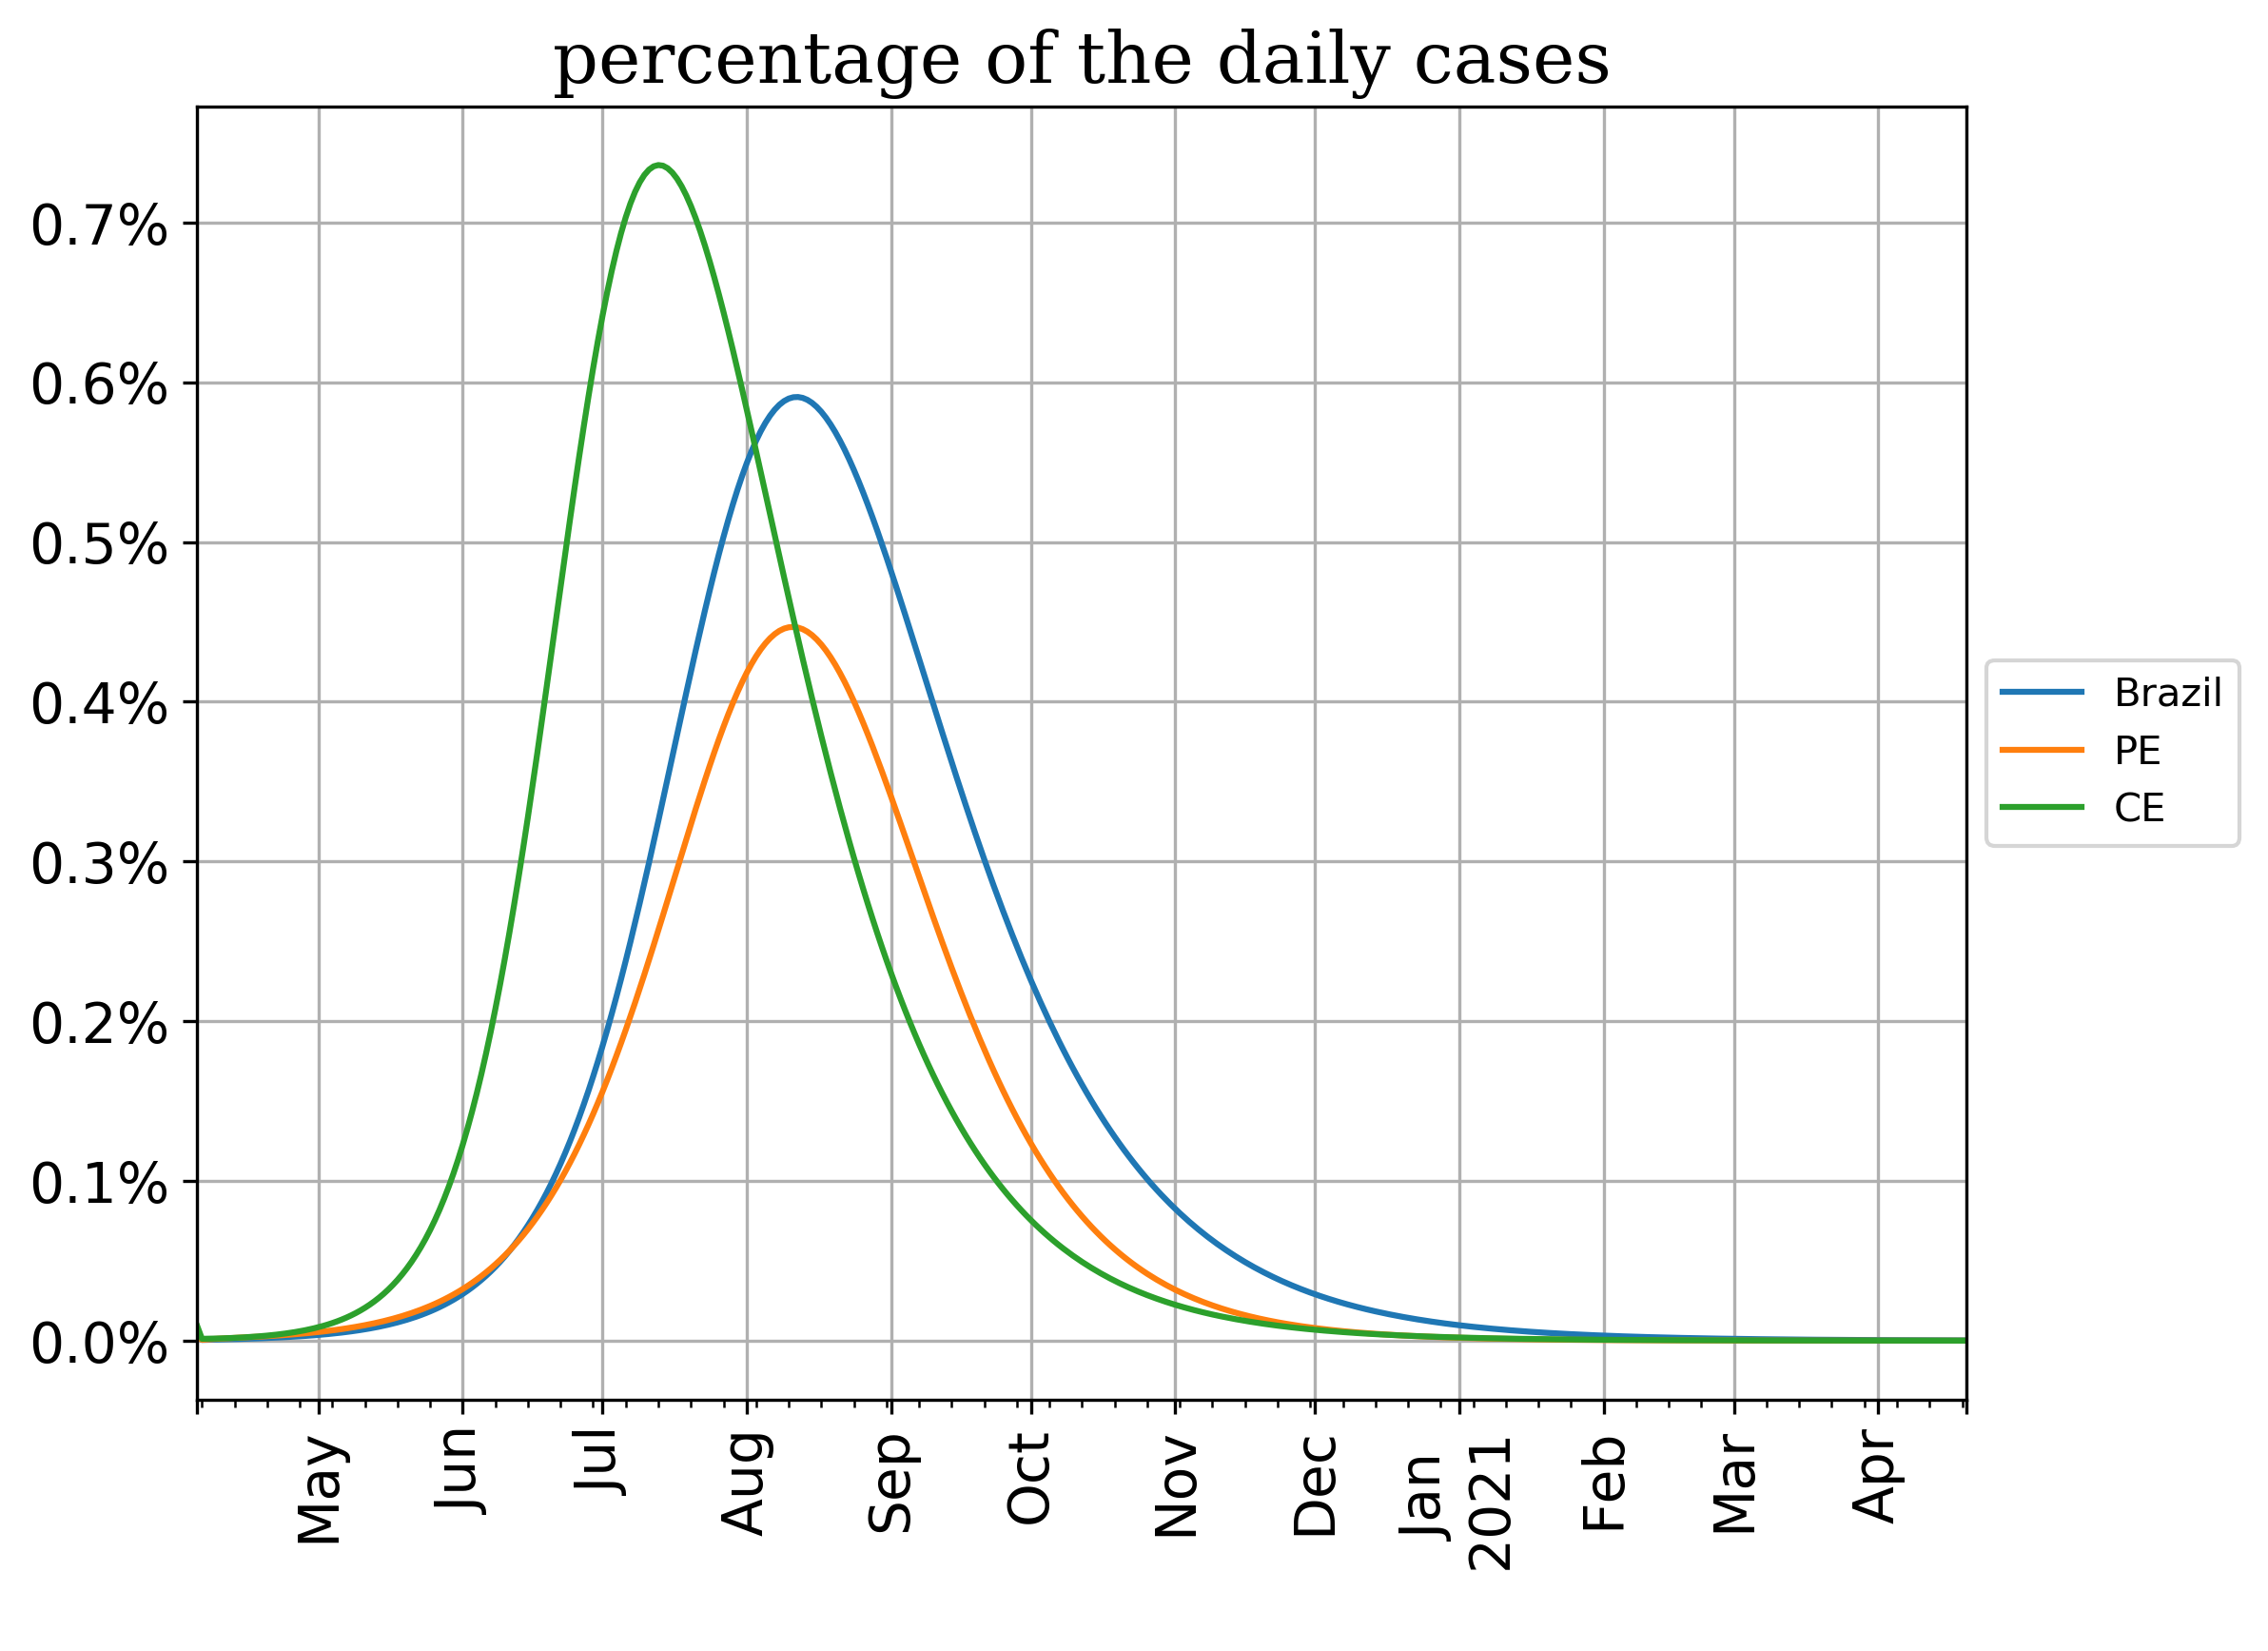 percentage of the daily cases
0.7%
0.6%
0.5%
0.4%
0.3%
0.2%
0.1%
0.0%
May
Jun
Jul
Aug
Sep
Oct
Nov
Dec
Jan
2021
Feb
Mar
Apr
Brazil
PE
CE